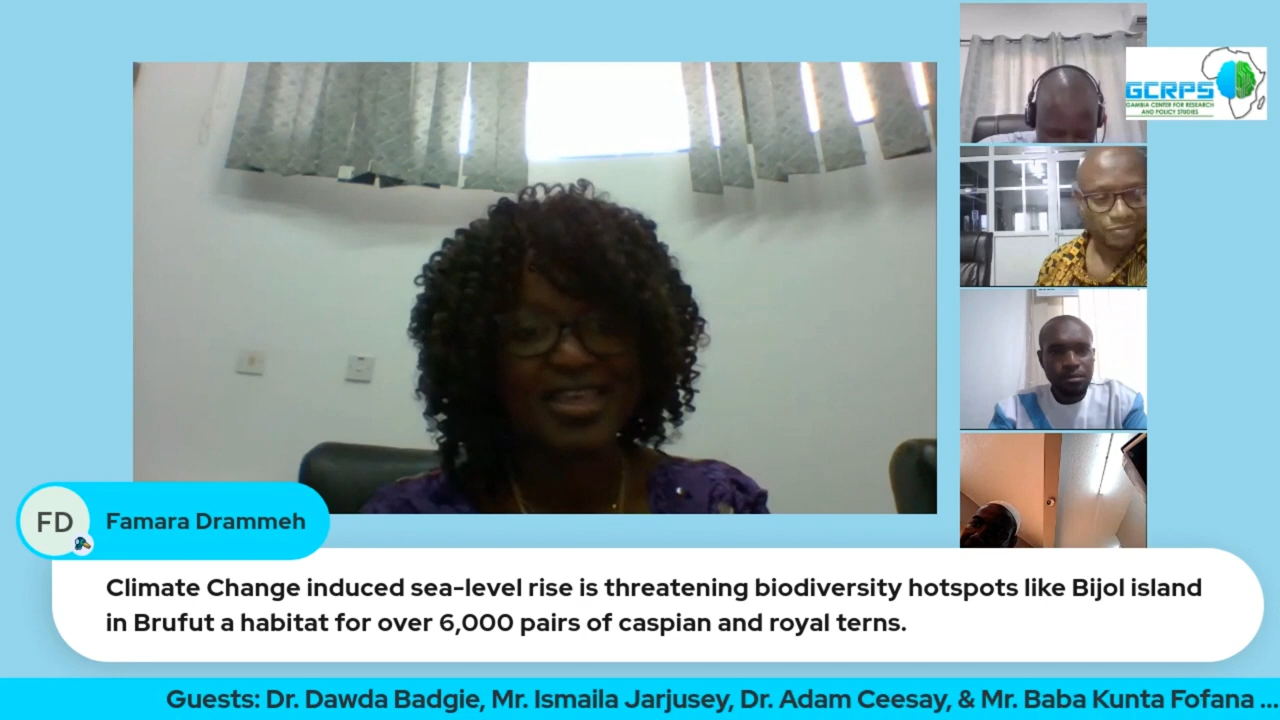 GCRPS
GAMBIA CENTER FOR RESEARCH
AND POLICY STUDIES
FD
Famara Drammeh
Climate Change induced sea-level rise is threatening biodiversity hotspots like Bijol island
in Brufut a habitat for over 6,000 pairs of caspian and royal terns.
Guests: Dr. Dawda Badgie, Mr. Ismaila Jarjusey, Dr. Adam Ceesay, & Mr. Baba Kunta Fofana ...